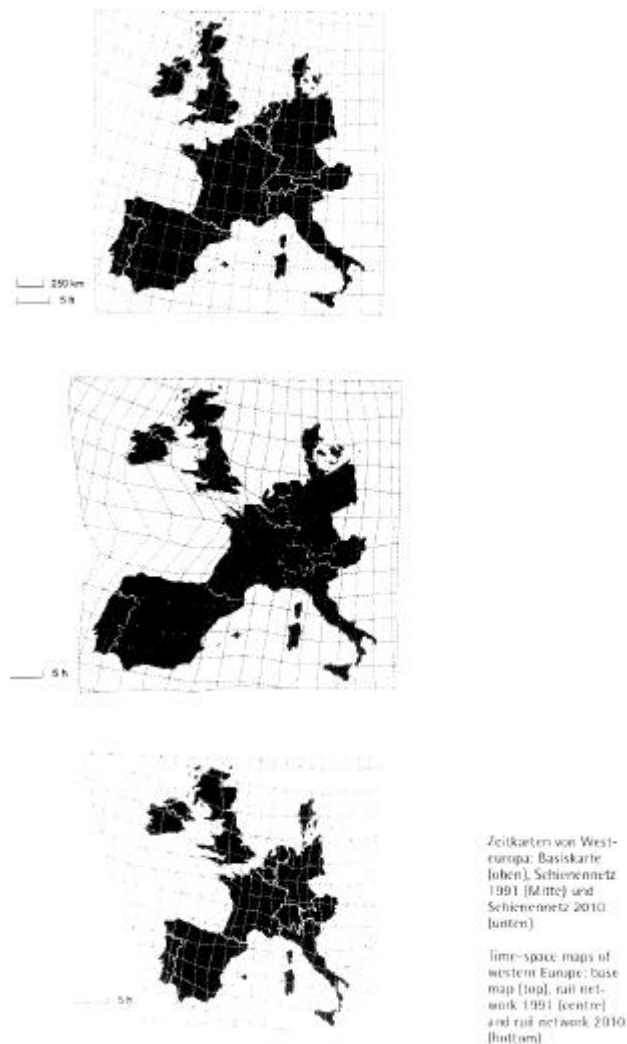 250 km
5 h
5 h
5 h
Zeitkarten von West-
europa: Basiskarte
(oben), Schienennetz
1991 (Mitte) und
Schienennetz 2010
(unten)
Time-space maps of
western Europe: base
map (top), rail net-
work 1991 (centre)
and rail network 2010
(bottom)